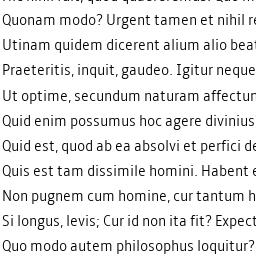 Quonam modo? Urgent tamen et nihil re
Utinam quidem dicerent alium alio beat
Praeteritis, inquit, gaudeo. Igitur neque
Ut optime, secundum naturam affectum
Quid enim possumus hoc agere divinius
Quid est, quod ab ea absolvi et perfici de
Quis est tam dissimile homini. Habent e
Non pugnem cum homine, cur tantum h
Si longus, levis; Cur id non ita fit? Expect
Quo modo autem philosophus loquitur?